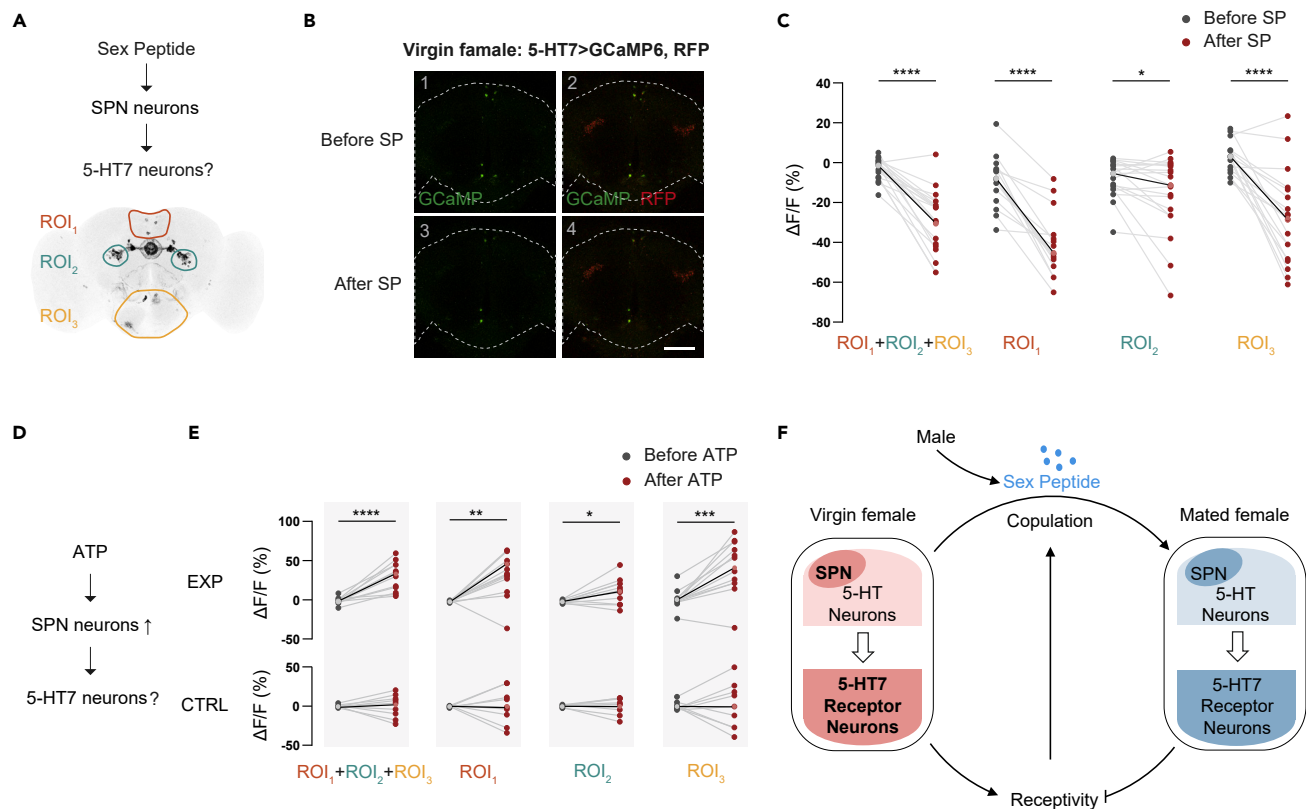 A
Sex Peptide
SPN neurons
5-HT7 neurons?
ROI1
ROI2
ROI3
B
Virgin famale: 5-HT7>GCaMP6, RFP
1
2
Before SP
GCaMP
GCaMP RFP
3
4
After SP
C
Before SP
After SP
****
****
*
****
ΔF/F (%)
40
20
0
-20
-40
-60
-80
ROI1+ROI2+ROI3
ROI1
ROI2
ROI3
D
ATP
SPN neurons ↑
5-HT7 neurons?
E
Before ATP
After ATP
****
**
*
***
EXP
ΔF/F (%)
100
50
0
-50
CTRL
ΔF/F (%)
50
0
-50
ROI1+ROI2+ROI3
ROI1
ROI2
ROI3
F
Male
Sex Peptide
Virgin female
Copulation
Mated female
SPN
5-HT
Neurons
5-HT7
Receptor
Neurons
SPN
5-HT
Neurons
5-HT7
Receptor
Neurons
Receptivity